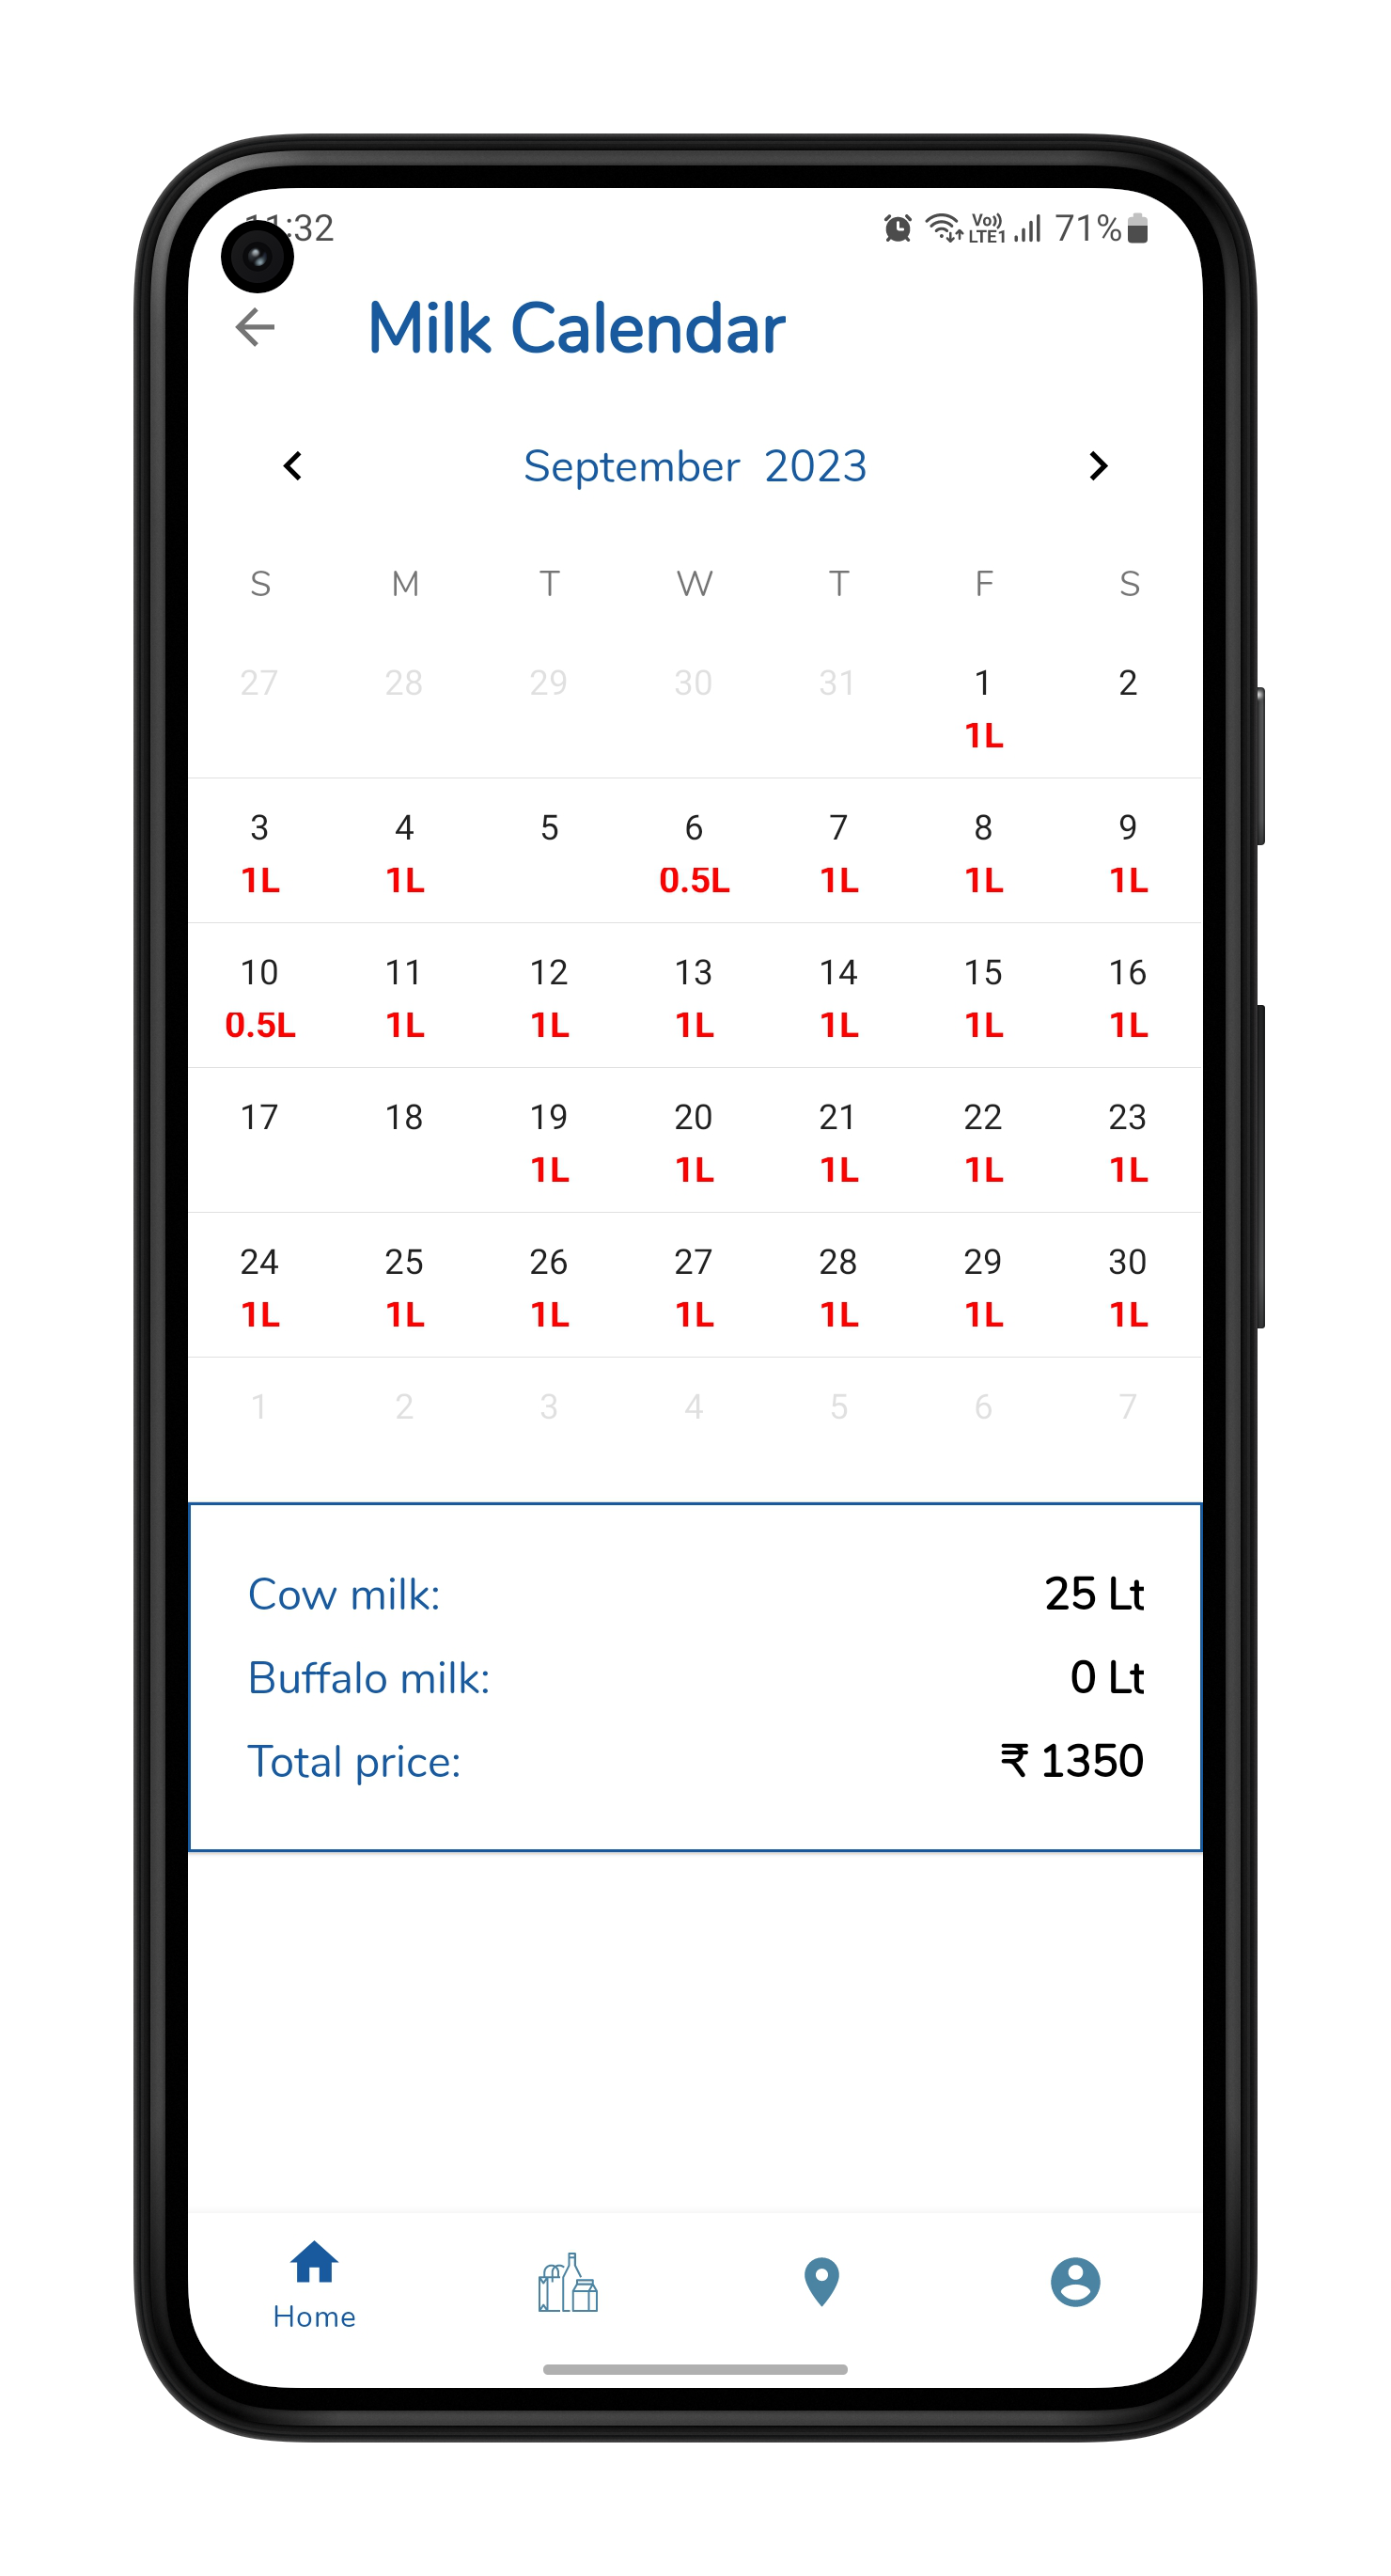 11:32 Vo)) LTE1 71%
Milk Calendar
September 2023
S M T W T F S
27 28 29 30 31 1 2
1L
3 4 5 6 7 8 9
1L 1L 0.5L 1L 1L 1L
10 11 12 13 14 15 16
0.5L 1L 1L 1L 1L 1L 1L
17 18 19 20 21 22 23
1L 1L 1L 1L 1L
24 25 26 27 28 29 30
1L 1L 1L 1L 1L 1L 1L
1 2 3 4 5 6 7
Cow milk: 25 Lt
Buffalo milk: 0 Lt
Total price: ₹ 1350
Home